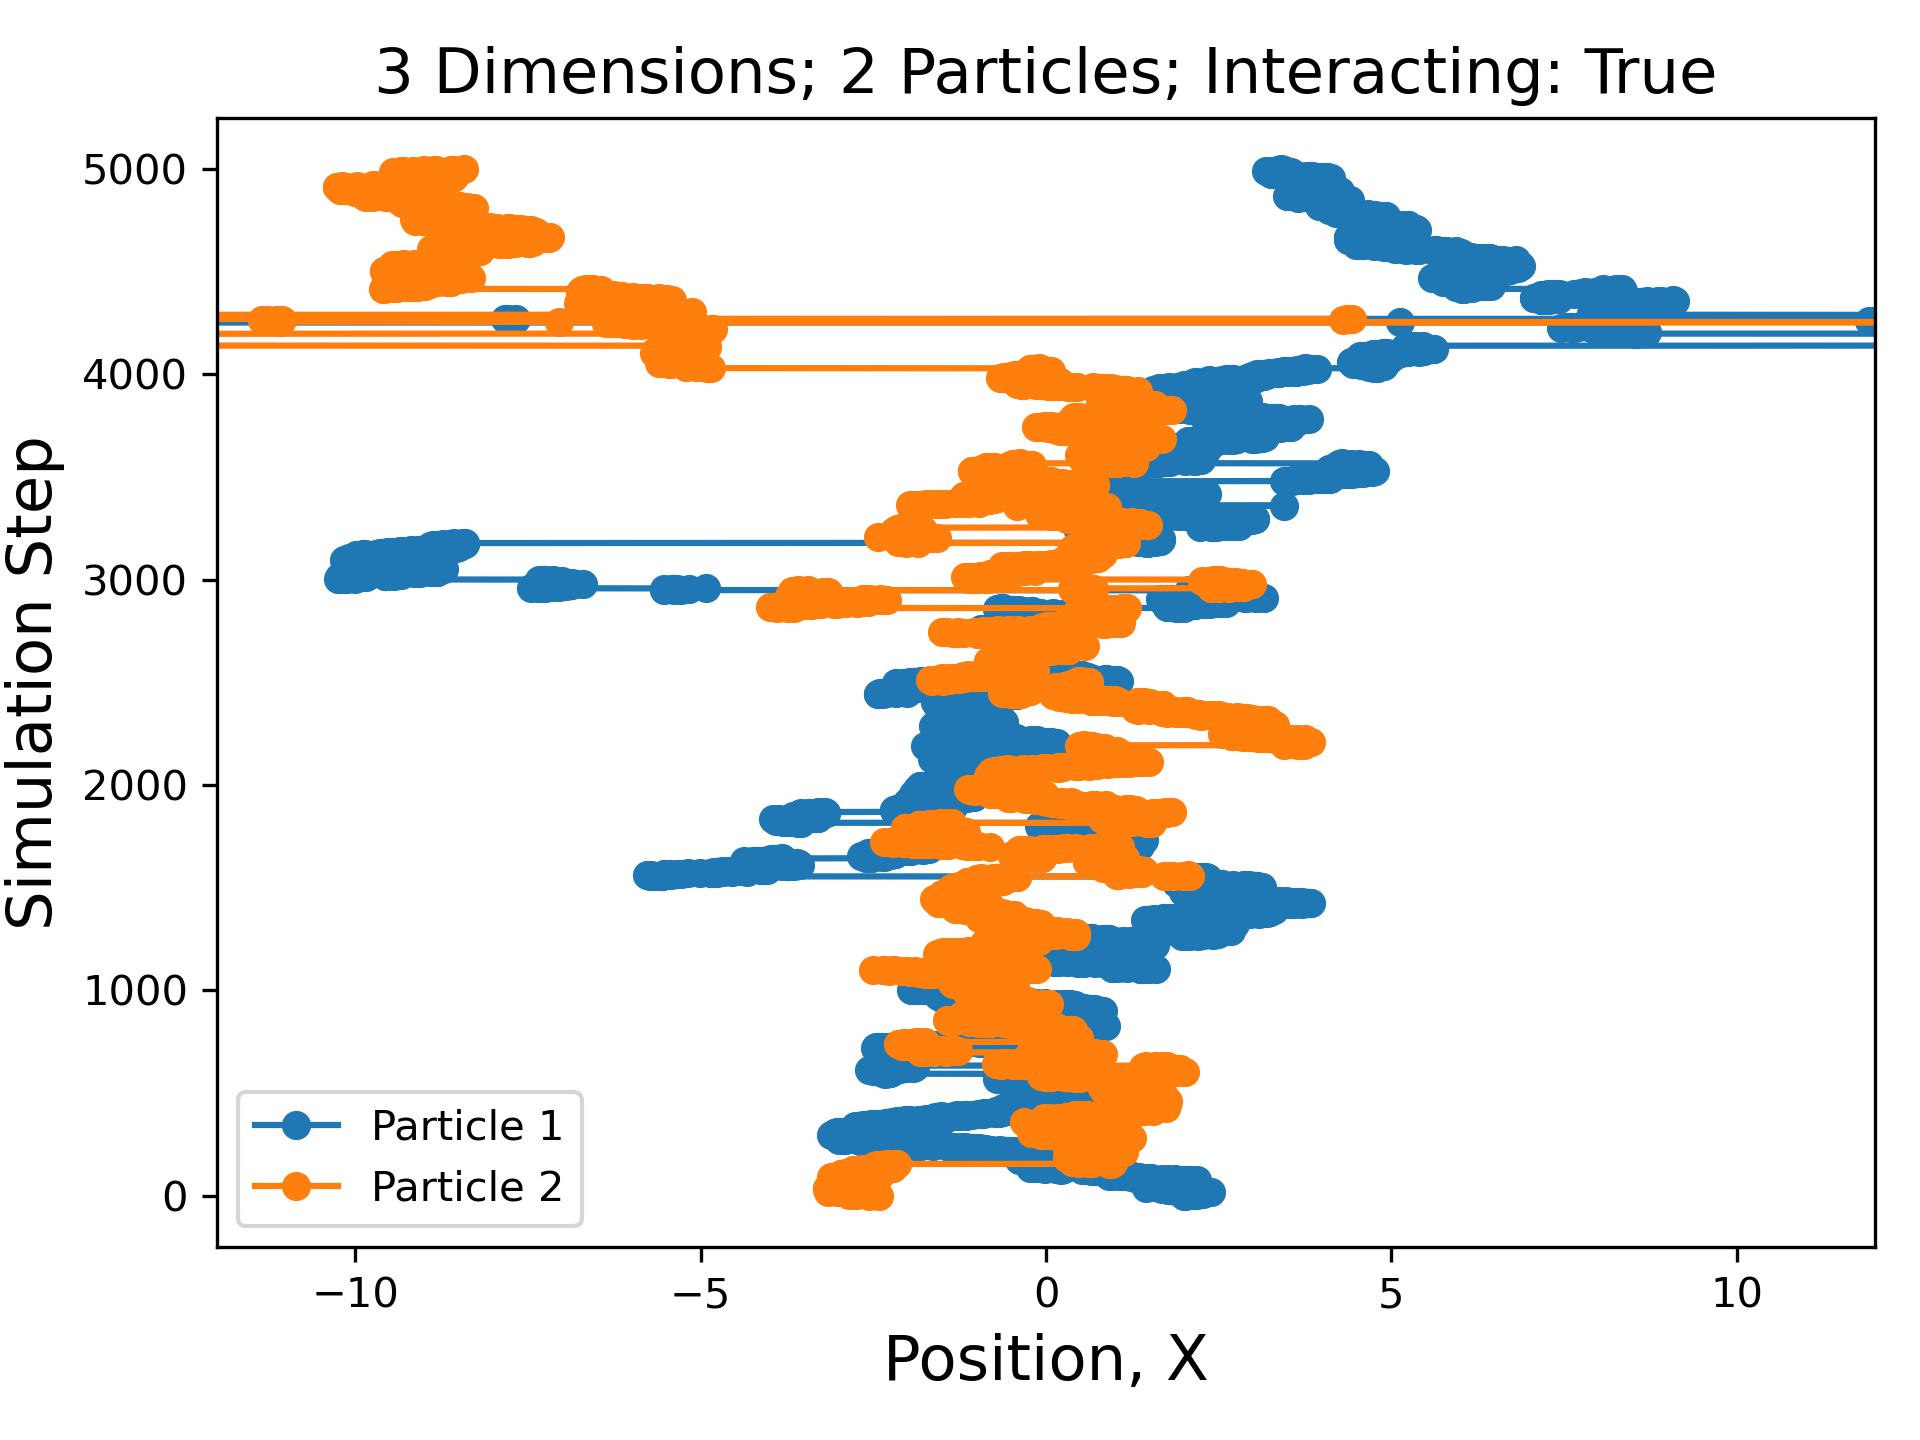 3 Dimensions; 2 Particles; Interacting: True
Simulation Step
5000
4000
3000
2000
1000
0
Particle 1
Particle 2
−10
−5
0
5
10
Position, X